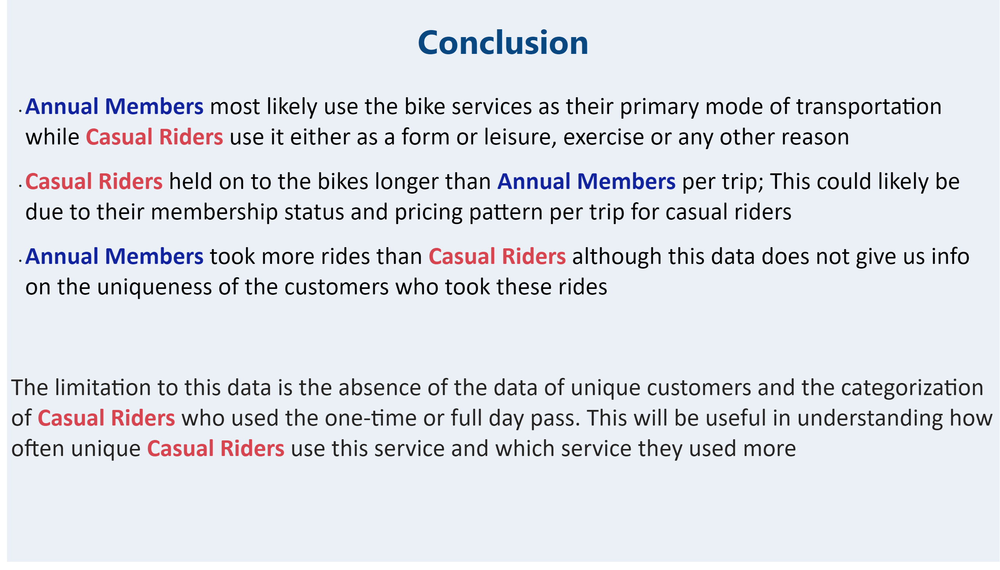 Conclusion
· Annual Members most likely use the bike services as their primary mode of transportation
while Casual Riders use it either as a form or leisure, exercise or any other reason
· Casual Riders held on to the bikes longer than Annual Members per trip; This could likely be
due to their membership status and pricing pattern per trip for casual riders
· Annual Members took more rides than Casual Riders although this data does not give us info
on the uniqueness of the customers who took these rides
The limitation to this data is the absence of the data of unique customers and the categorization
of Casual Riders who used the one-time or full day pass. This will be useful in understanding how
often unique Casual Riders use this service and which service they used more